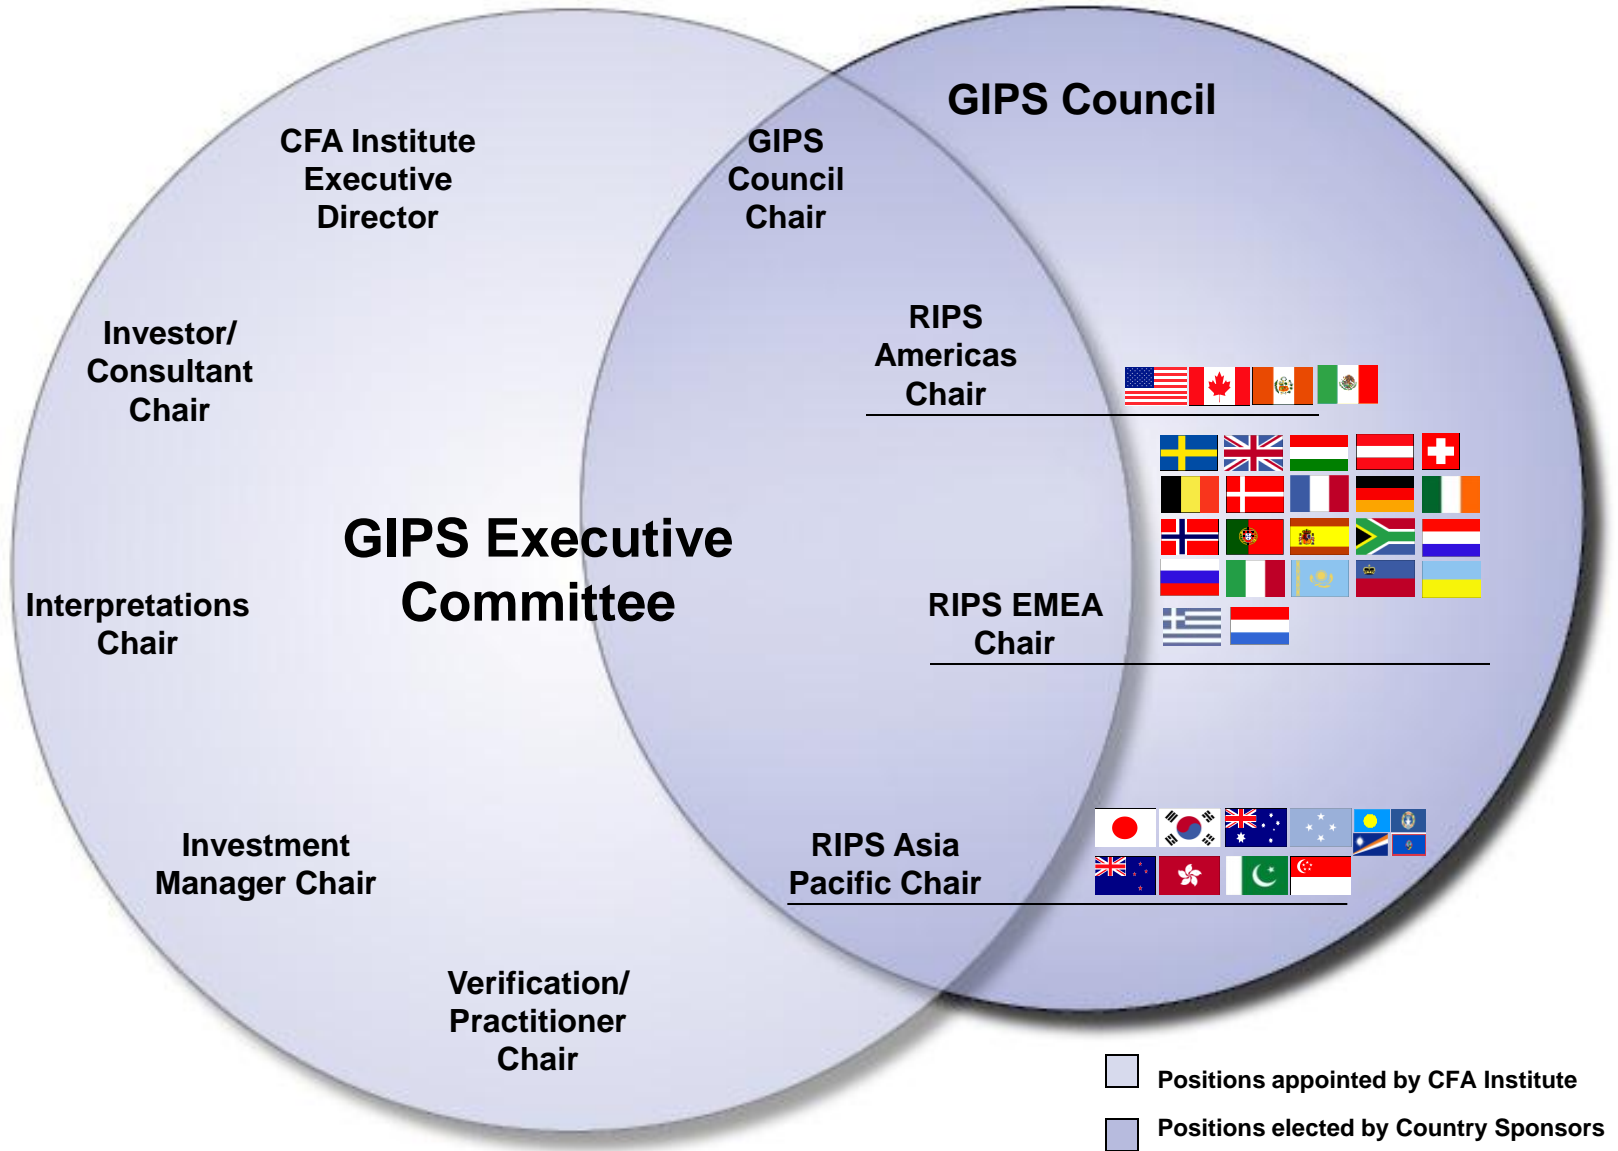 GIPS Council
CFA Institute
Executive
Director
GIPS
Council
Chair
Investor/
Consultant
Chair
RIPS
Americas
Chair
GIPS Executive
Committee
Interpretations
Chair
RIPS EMEA
Chair
Investment
Manager Chair
RIPS Asia
Pacific Chair
Verification/
Practitioner
Chair
Positions appointed by CFA Institute
Positions elected by Country Sponsors